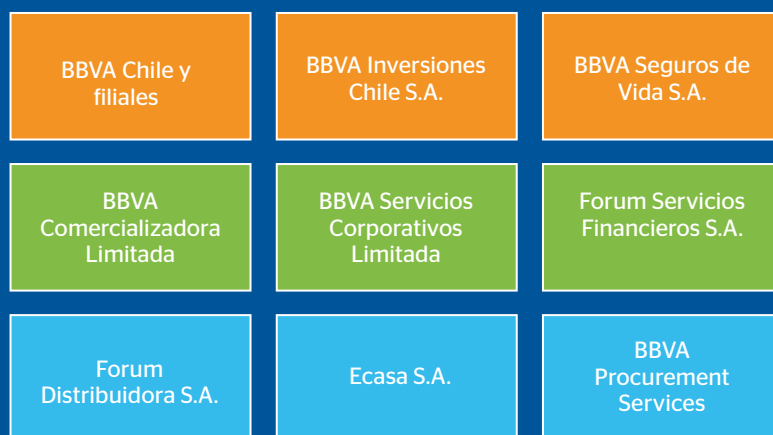 BBVA Chile y
filiales
BBVA Inversiones
Chile S.A.
BBVA Seguros de
Vida S.A.
BBVA
Comercializadora
Limitada
BBVA Servicios
Corporativos
Limitada
Forum Servicios
Financieros S.A.
Forum
Distribuidora S.A.
Ecasa S.A.
BBVA
Procurement
Services